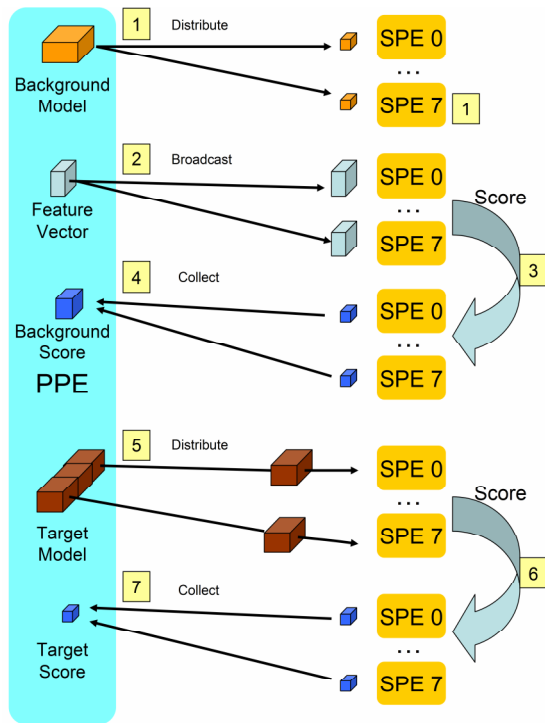 1
Distribute
SPE 0
...
Background
Model
SPE 7
1
2
Broadcast
SPE 0
Score
...
Feature
Vector
SPE 7
3
4
Collect
SPE 0
...
Background
Score
SPE 7
PPE
5
Distribute
SPE 0
Score
...
Target
Model
SPE 7
6
7
Collect
SPE 0
...
Target
Score
SPE 7